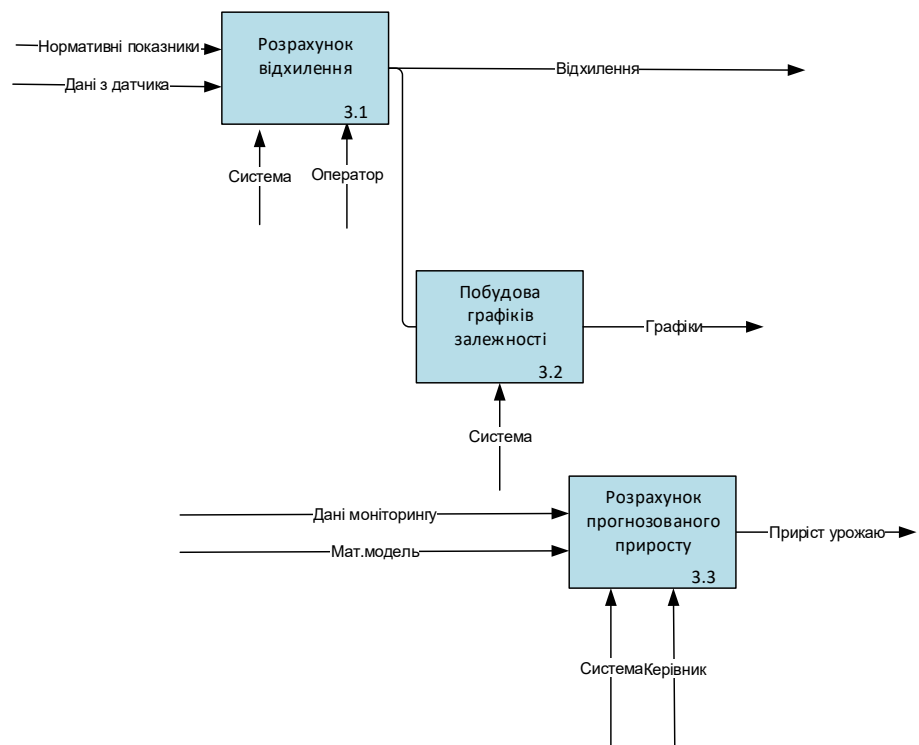 Нормативні показники
Дані з датчика
Розрахунок
відхилення
3.1
Відхилення
Система
Оператор
Побудова
графіків
залежності
3.2
Графіки
Система
Дані моніторингу
Мат.модель
Розрахунок
прогнозованого
приросту
3.3
Приріст урожаю
Система
Керівник